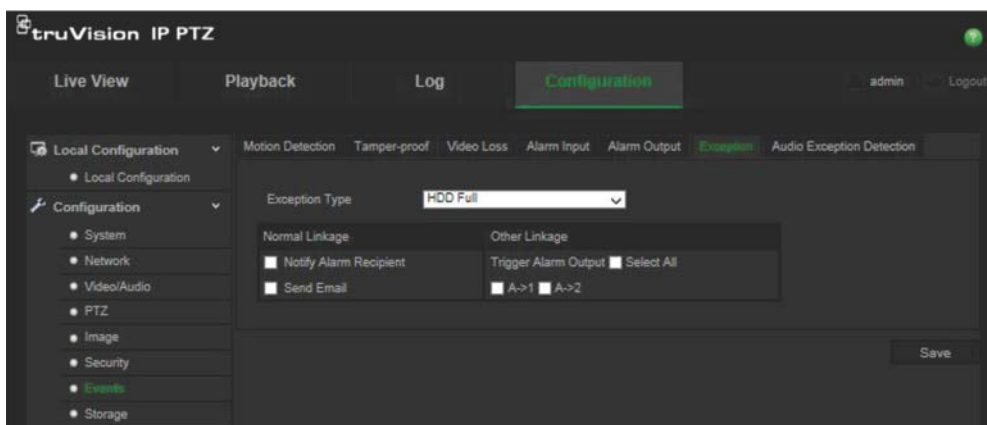 truVision IP PTZ
?
Live View Playback Log Configuration admin Logout
Local Configuration
Local Configuration
Configuration
System
Network
Video/Audio
PTZ
Image
Security
Events
Storage
Motion Detection Tamper-proof Video Loss Alarm Input Alarm Output Exception Audio Exception Detection
Exception Type HDD Full
Normal Linkage Other Linkage
Notify Alarm Recipient Trigger Alarm Output Select All
Send Email A->1 A->2
Save